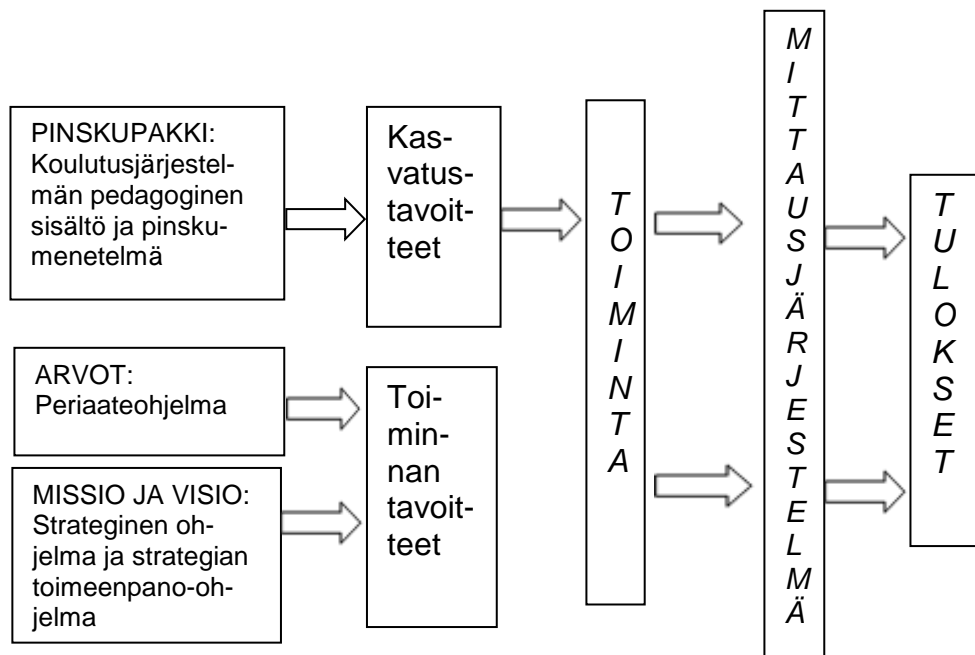 PINSKUPAKKI:
Koulutusjärjestel-
män pedagoginen
sisältö ja pinsku-
menetelmä
Kas-
vatus-
tavoit-
teet
ARVOT:
Periaateohjelma
MISSIO JA VISIO:
Strateginen oh-
jelma ja strategian
toimeenpano-oh-
jelma
Toi-
min-
nan
tavoit-
teet
TOIMINTA
MITTAUSJÄRJESTELMÄ
TULOKSET